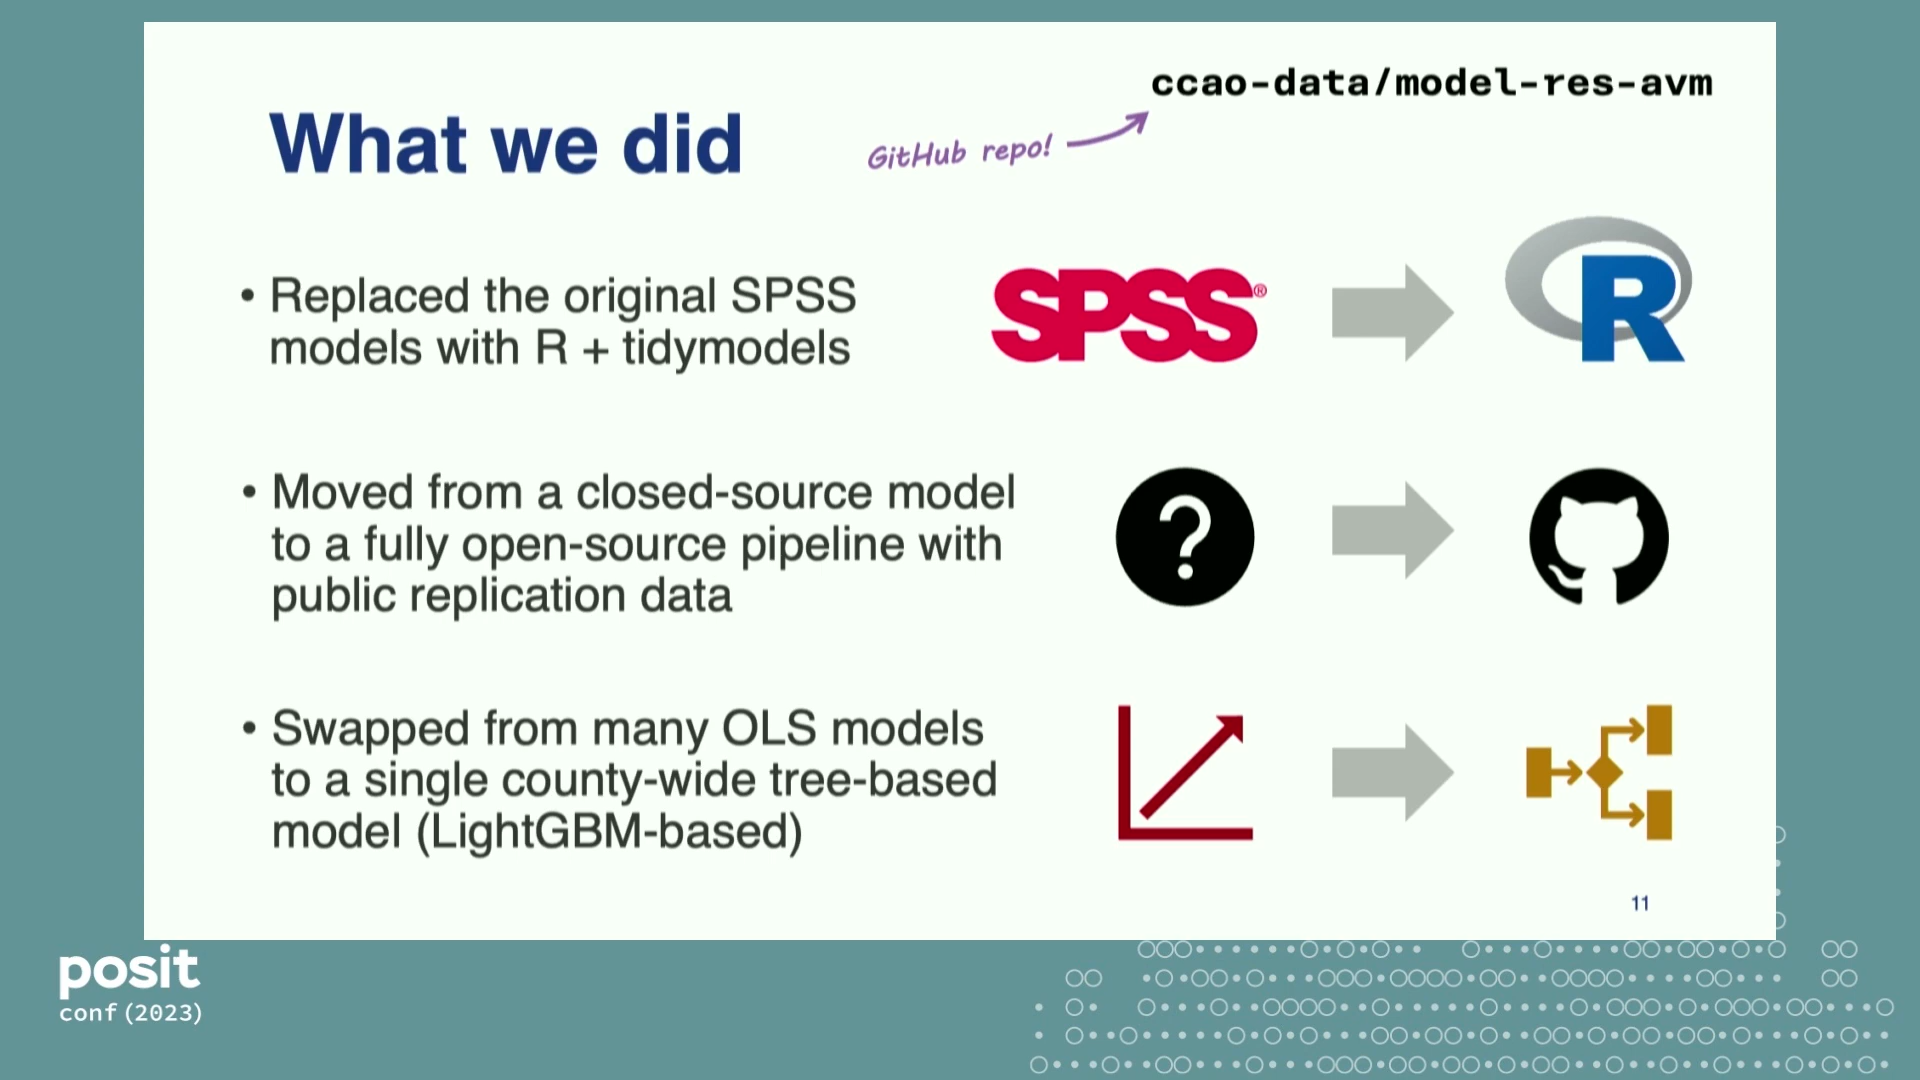 ccao-data/model-res-avm
What we did
GitHub repo!
• Replaced the original SPSS
models with R + tidymodels
SPSS®
R
• Moved from a closed-source model
to a fully open-source pipeline with
public replication data
?
• Swapped from many OLS models
to a single county-wide tree-based
model (LightGBM-based)
11
posit
conf(2023)